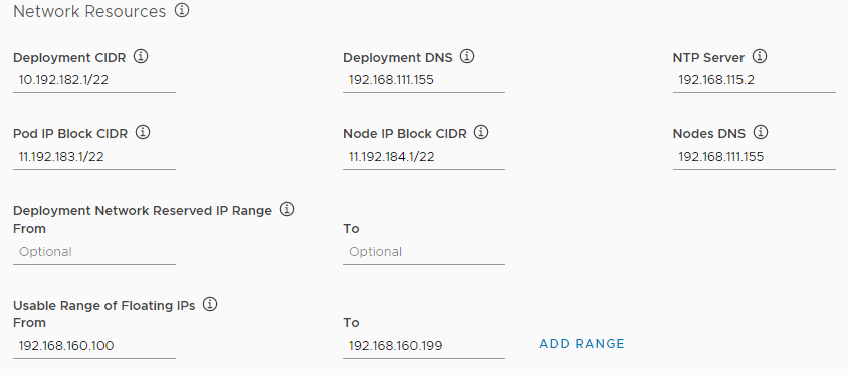 Network Resources
Deployment CIDR Deployment DNS NTP Server
10.192.182.1/22 192.168.111.155 192.168.115.2
Pod IP Block CIDR Node IP Block CIDR Nodes DNS
11.192.183.1/22 11.192.184.1/22 192.168.111.155
Deployment Network Reserved IP Range
From To
Optional Optional
Usable Range of Floating IPs
From To
192.168.160.100 192.168.160.199 ADD RANGE